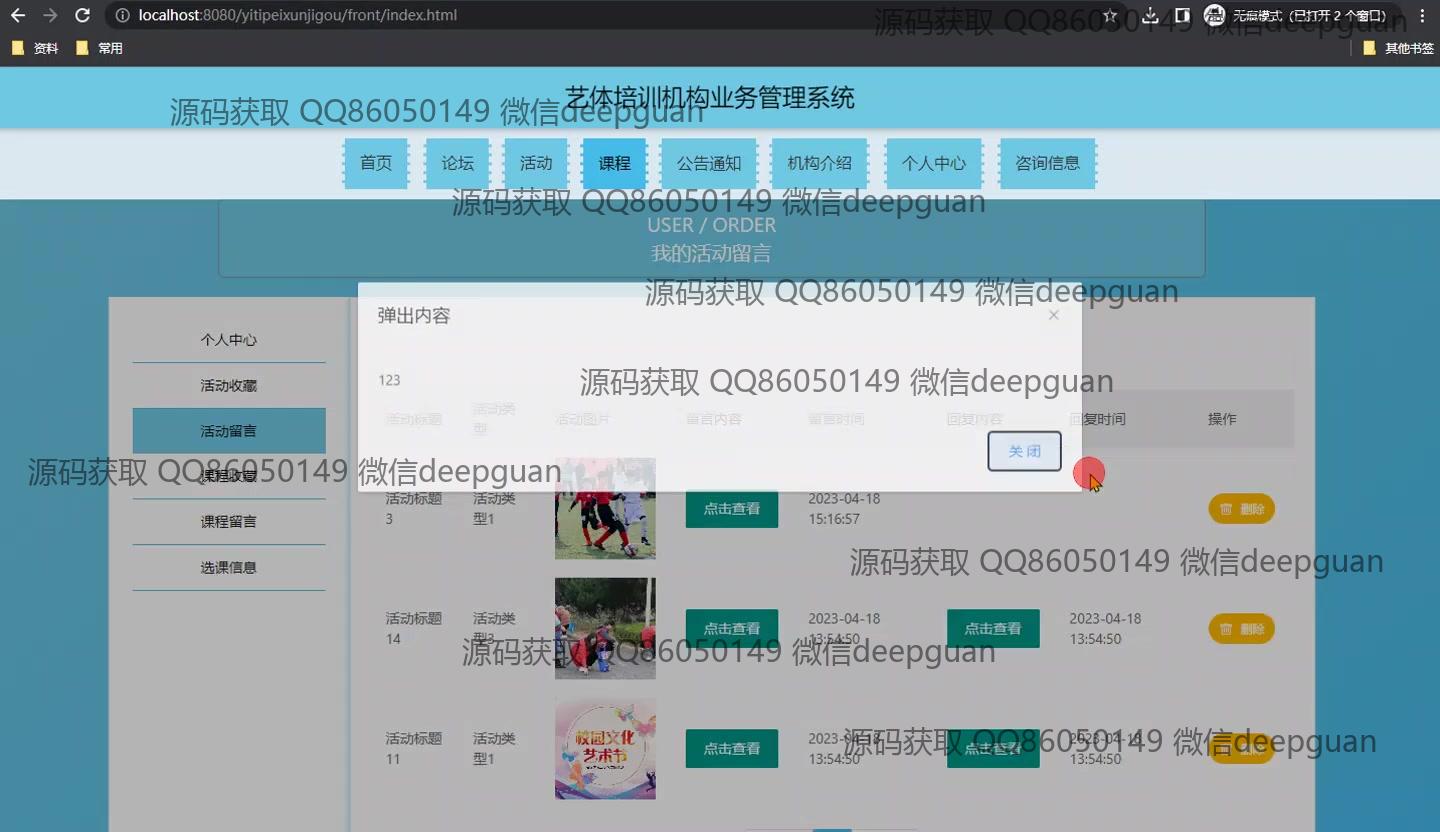 localhost:8080/yitipeixunjigou/front/index.html
无痕模式（已打开 2 个窗口）
资料
常用
其他书签
源码获取 QQ86050149 微信deepguan
艺体培训机构业务管理系统
源码获取 QQ86050149 微信deepguan
首页
论坛
活动
课程
公告通知
机构介绍
个人中心
咨询信息
源码获取 QQ86050149 微信deepguan
USER / ORDER
我的活动留言
源码获取 QQ86050149 微信deepguan
弹出内容
×
123
源码获取 QQ86050149 微信deepguan
关 闭
个人中心
活动收藏
活动留言
课程收藏
课程留言
选课信息
源码获取 QQ86050149 微信deepguan
活动标题
活动类型
活动图片
留言内容
留言时间
回复内容
回复时间
操作
活动标题
3
活动类
型1
点击查看
2023-04-18
15:16:57
删除
源码获取 QQ86050149 微信deepguan
活动标题
14
活动类
型3
点击查看
2023-04-18
13:54:50
点击查看
2023-04-18
13:54:50
删除
源码获取 QQ86050149 微信deepguan
活动标题
11
活动类
型1
校园文化
艺术节
点击查看
2023-04-18
13:54:50
点击查看
2023-04-18
13:54:50
删除
源码获取 QQ86050149 微信deepguan